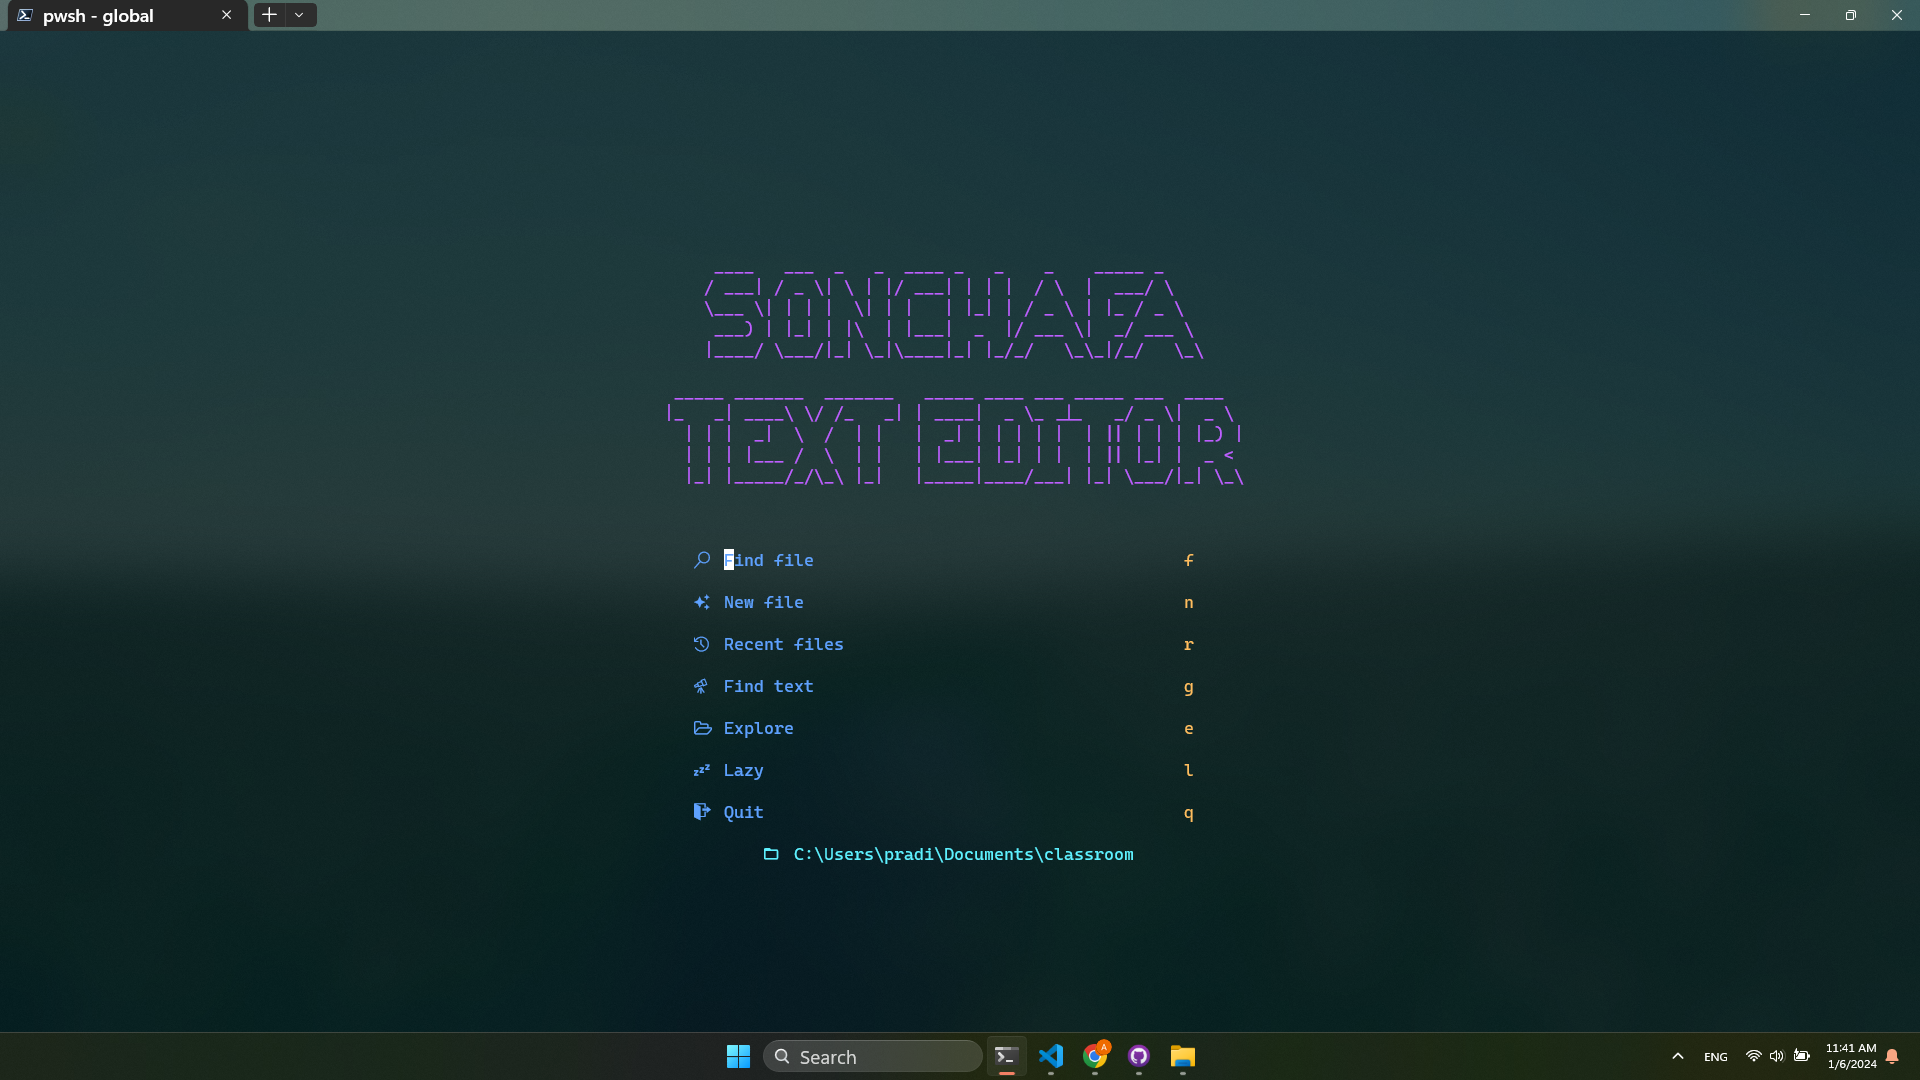 pwsh - global
SONCHAFA
TEXT EDITOR
Find file f
New file n
Recent files r
Find text g
Explore e
Lazy l
Quit q
C:\Users\pradi\Documents\classroom
Search
A
ENG
11:41 AM
1/6/2024